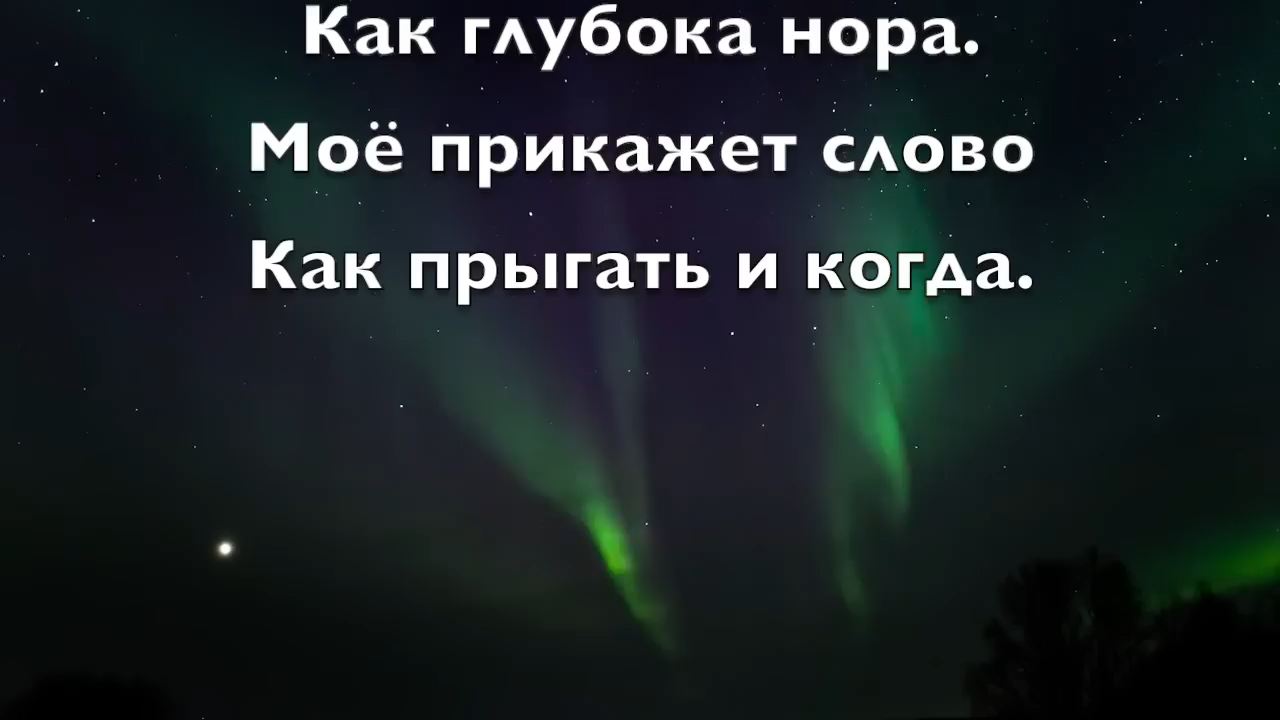 Как глубока нора.
Моё прикажет слово
Как прыгать и когда.